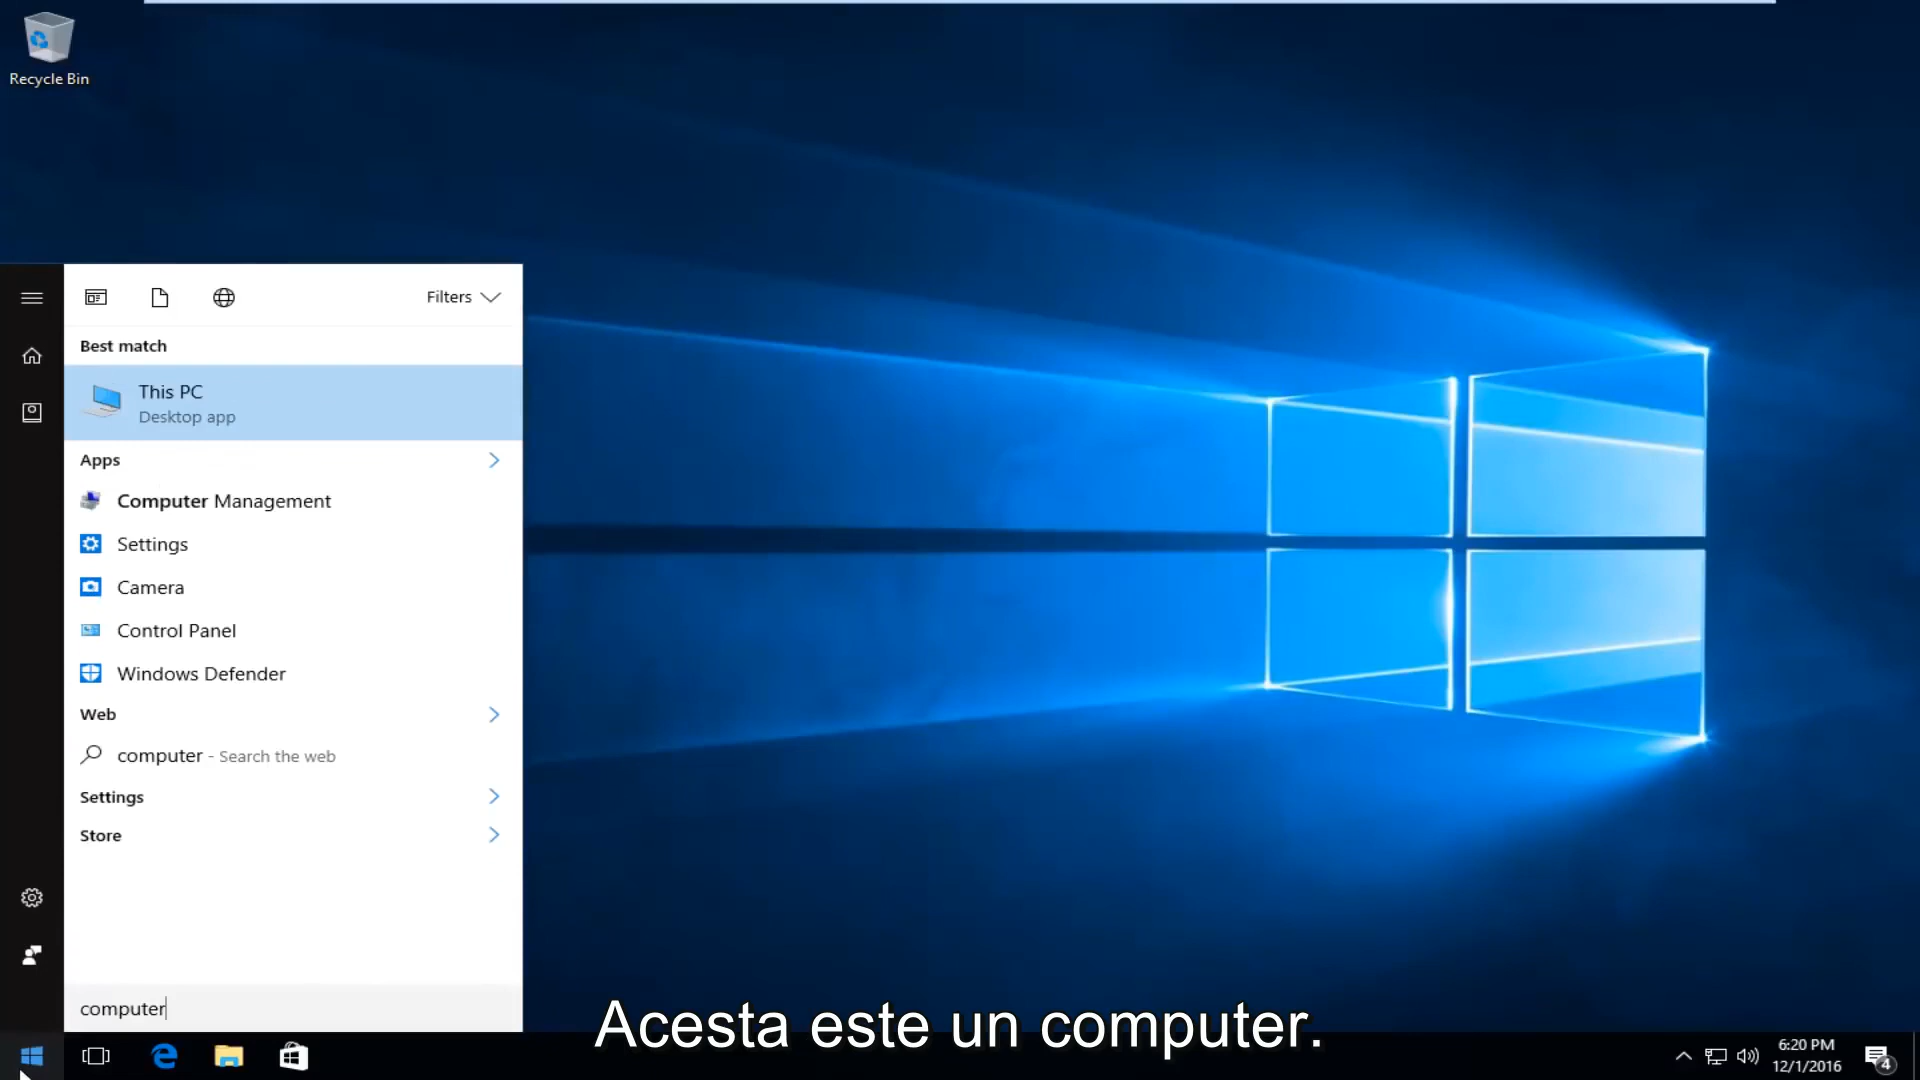 Recycle Bin
Filters
Best match
This PC
Desktop app
Apps
Computer Management
Settings
Camera
Control Panel
Windows Defender
Web
computer - Search the web
Settings
Store
computer
Acesta este un computer.
6:20 PM
12/1/2016
4